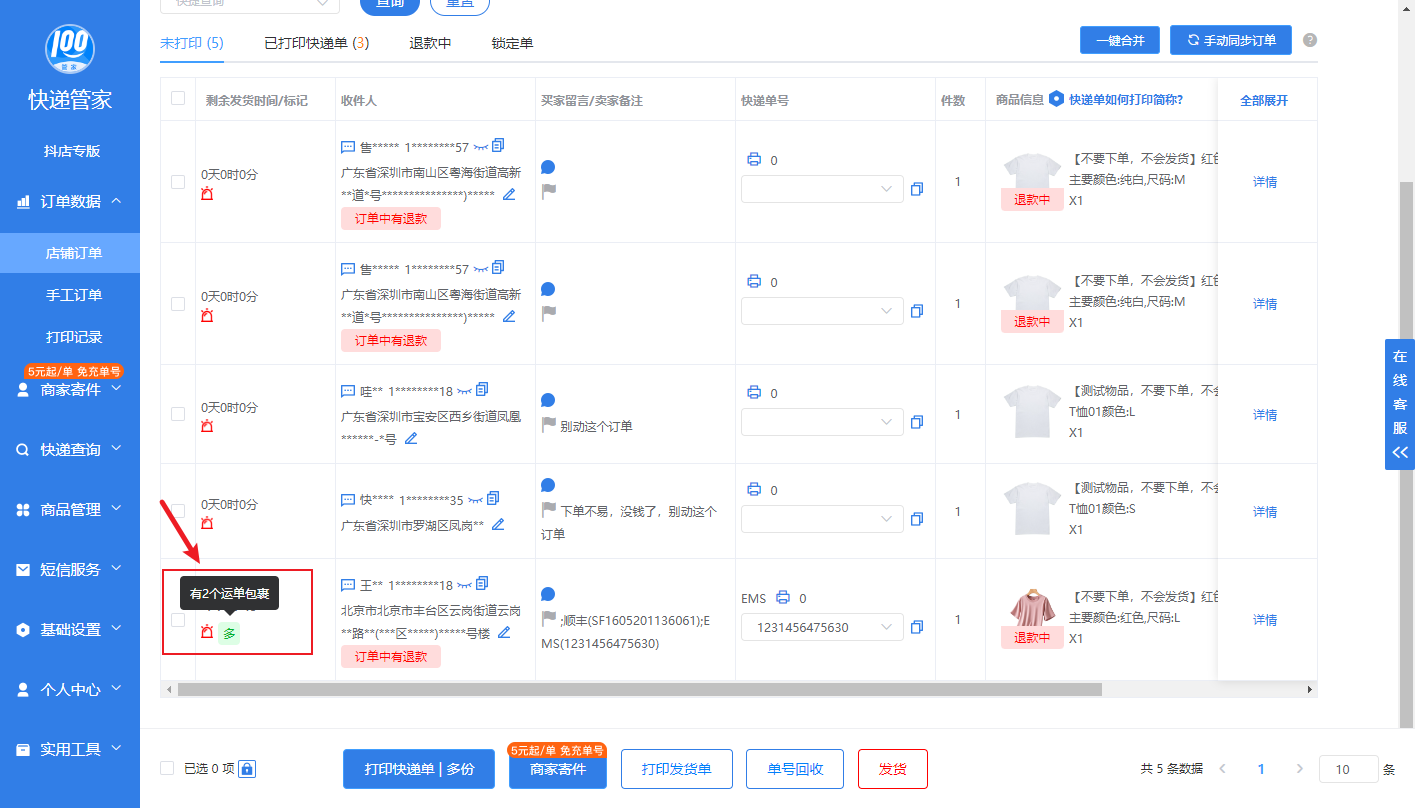 快捷查询
查询
重置
100
管家
快递管家
抖店专版
订单数据
店铺订单
手工订单
打印记录
5元起/单 免充单号
商家寄件
快递查询
商品管理
短信服务
基础设置
个人中心
实用工具
未打印 (5)
已打印快递单 (3)
退款中
锁定单
一键合并
手动同步订单
?
剩余发货时间/标记
收件人
买家留言/卖家备注
快递单号
件数
商品信息
快递单如何打印简称?
全部展开
0天0时0分
售***** 1********57
广东省深圳市南山区粤海街道高新
**道*号***************)*****
订单中有退款
0
1
退款中
【不要下单，不会发货】红色
主要颜色:纯白,尺码:M
X1
详情
0天0时0分
售***** 1********57
广东省深圳市南山区粤海街道高新
**道*号***************)*****
订单中有退款
0
1
退款中
【不要下单，不会发货】红色
主要颜色:纯白,尺码:M
X1
详情
0天0时0分
哇** 1********18
广东省深圳市宝安区西乡街道凤凰
******-*号
别动这个订单
0
1
【测试物品，不要下单，不会
T恤01颜色:L
X1
详情
0天0时0分
快**** 1********35
广东省深圳市罗湖区凤岗**
下单不易，没钱了，别动这个
订单
0
1
【测试物品，不要下单，不会
T恤01颜色:S
X1
详情
有2个运单包裹
多
王** 1********18
北京市北京市丰台区云岗街道云岗
**路**(***区*****)*****号楼
订单中有退款
;顺丰(SF1605201136061);E
MS(1231456475630)
EMS 0
1231456475630
1
退款中
【不要下单，不会发货】红色
主要颜色:红色,尺码:L
X1
详情
在
线
客
服
已选 0 项
打印快递单 | 多份
5元起/单 免充单号
商家寄件
打印发货单
单号回收
发货
共 5 条数据
1
10
条